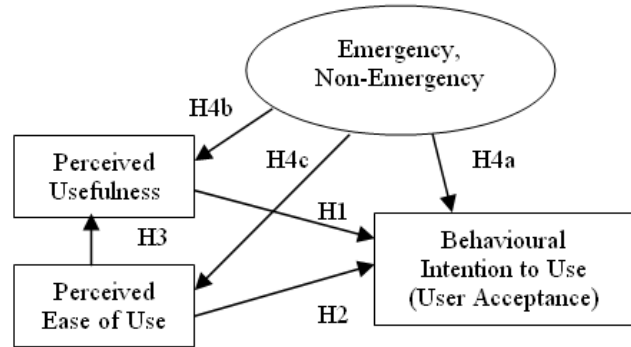 Emergency,
Non-Emergency
H4b
H4c
H4a
Perceived
Usefulness
H1
H3
Behavioural
Intention to Use
(User Acceptance)
Perceived
Ease of Use
H2